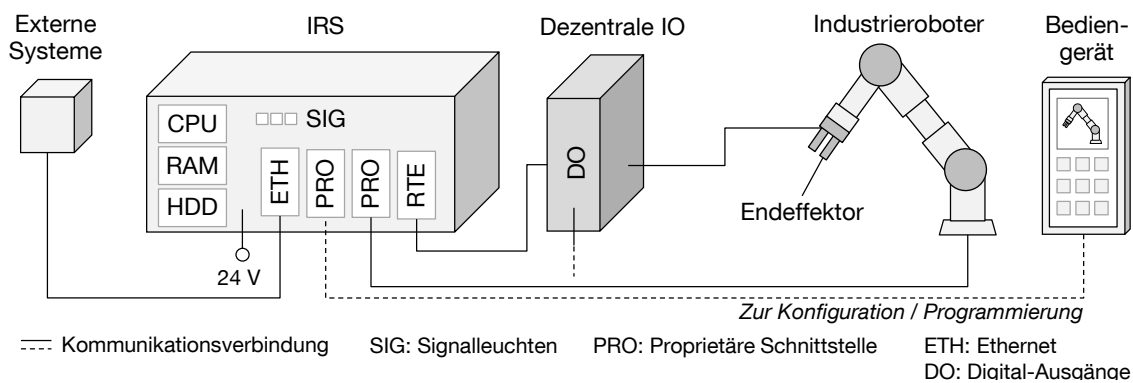 Externe
Systeme
IRS
Dezentrale IO
Industrieroboter
Bedien-
gerät
CPU
RAM
HDD
SIG
ETH
PRO
PRO
RTE
DO
24 V
Endeffektor
Zur Konfiguration / Programmierung
Kommunikationsverbindung
SIG: Signalleuchten
PRO: Proprietäre Schnittstelle
ETH: Ethernet
DO: Digital-Ausgänge